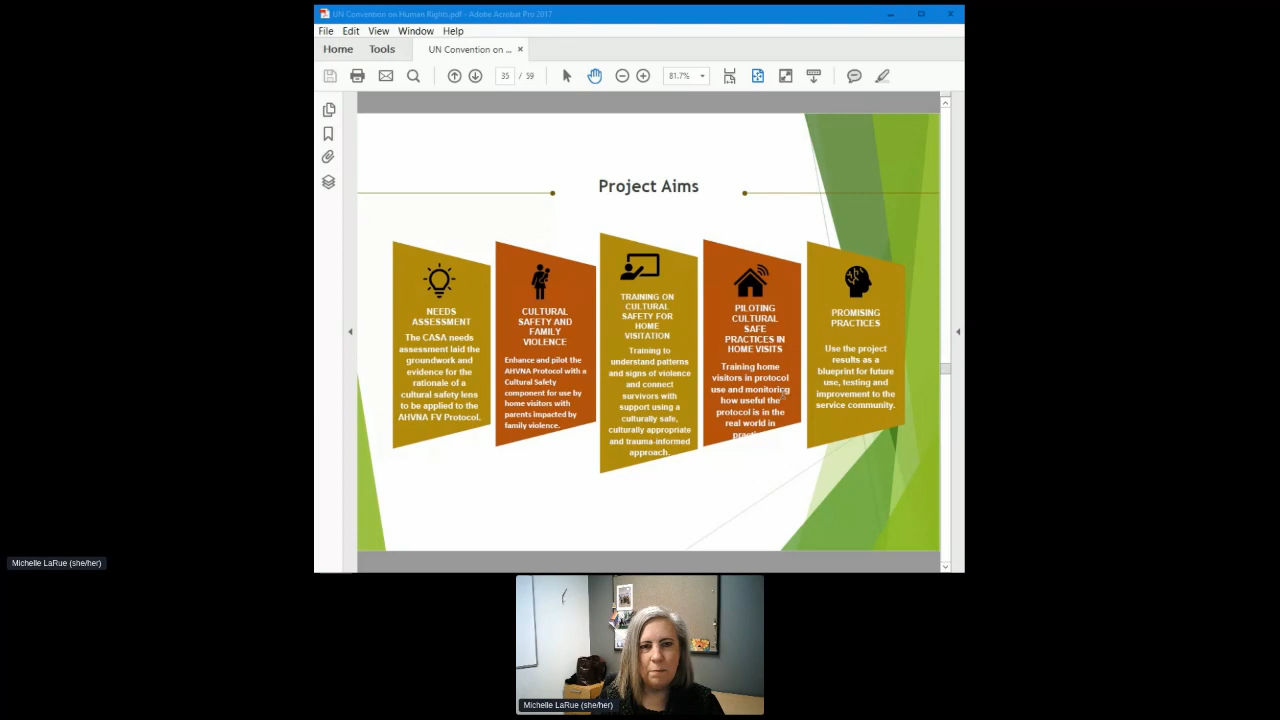 UN Convention on Human Rights.pdf - Adobe Acrobat Pro 2017
File Edit View Window Help
Home Tools UN Convention on ... ×
35 / 59 81.7%
Project Aims
NEEDS
ASSESSMENT
The CASA needs
assessment laid the
groundwork and
evidence for the
rationale of a
cultural safety lens
to be applied to the
AHVNA FV Protocol.
CULTURAL
SAFETY AND
FAMILY
VIOLENCE
Enhance and pilot the
AHVNA Protocol with a
Cultural Safety
component for use by
home visitors with
parents impacted by
family violence.
TRAINING ON
CULTURAL
SAFETY FOR
HOME
VISITATION
Training to
understand patterns
and signs of violence
and connect
survivors with
support using a
culturally safe,
culturally appropriate
and trauma-informed
approach.
PILOTING
CULTURAL
SAFE
PRACTICES IN
HOME VISITS
Training home
visitors in protocol
use and monitoring
how useful the
protocol is in the
real world in
PROMISING
PRACTICES
Use the project
results as a
blueprint for future
use, testing and
improvement to the
service community.
Michelle LaRue (she/her)
Michelle LaRue (she/her)